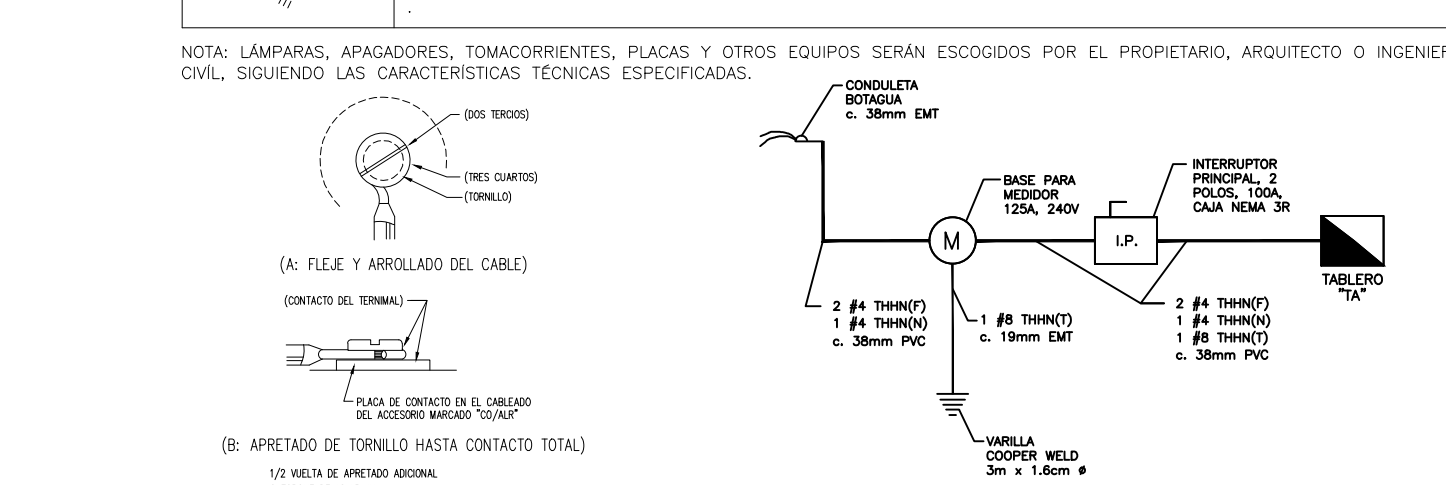 NOTA: LÁMPARAS, APAGADORES, TOMACORRIENTES, PLACAS Y OTROS EQUIPOS SERÁN ESCOGIDOS POR EL PROPIETARIO, ARQUITECTO O
CIVÍL, SIGUIENDO LAS CARACTERÍSTICAS TÉCNICAS ESPECIFICADAS.
(DOS TERCIOS)
(TRES CUARTOS)
(TORNILLO)
(A: FLEJE Y ARROLLADO DEL CABLE)
(CONTACTO DEL TERNIMAL)
PLACA DE CONTACTO EN EL CABLEADO
DEL ACCESORIO MARCADO "CO/ALR"
(B: APRETADO DE TORNILLO HASTA CONTACTO TOTAL)
1/2 VUELTA DE APRETADO ADICIONAL
CONDULETA
BOTAGUA
c. 38mm EMT
BASE PARA
MEDIDOR
125A, 240V
INTERRUPTOR
PRINCIPAL, 2
POLOS, 100A,
CAJA NEMA 3R
M
I.P.
TABLERO
"TA"
2 #4 THHN(F)
1 #4 THHN(N)
c. 38mm PVC
1 #8 THHN(T)
c. 19mm EMT
2 #4 THHN(F)
1 #4 THHN(N)
1 #8 THHN(T)
c. 38mm PVC
VARILLA
COOPER WELD
3m x 1.6cm ø